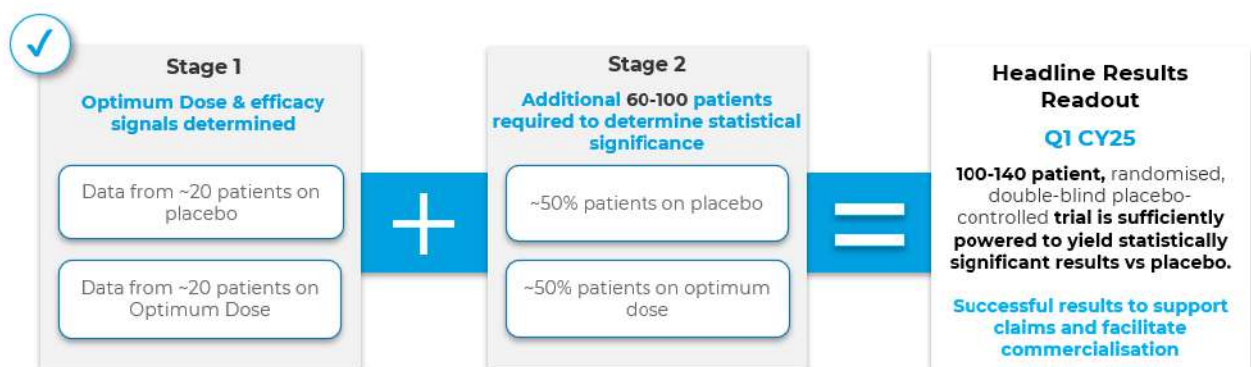 Stage 1
Optimum Dose & efficacy
signals determined
Data from ~20 patients on
placebo
Data from ~20 patients on
Optimum Dose
+
Stage 2
Additional 60-100 patients
required to determine statistical
significance
~50% patients on placebo
~50% patients on optimum
dose
=
Headline Results
Readout
Q1 CY25
100-140 patient, randomised,
double-blind placebo-
controlled trial is sufficiently
powered to yield statistically
significant results vs placebo.
Successful results to support
claims and facilitate
commercialisation